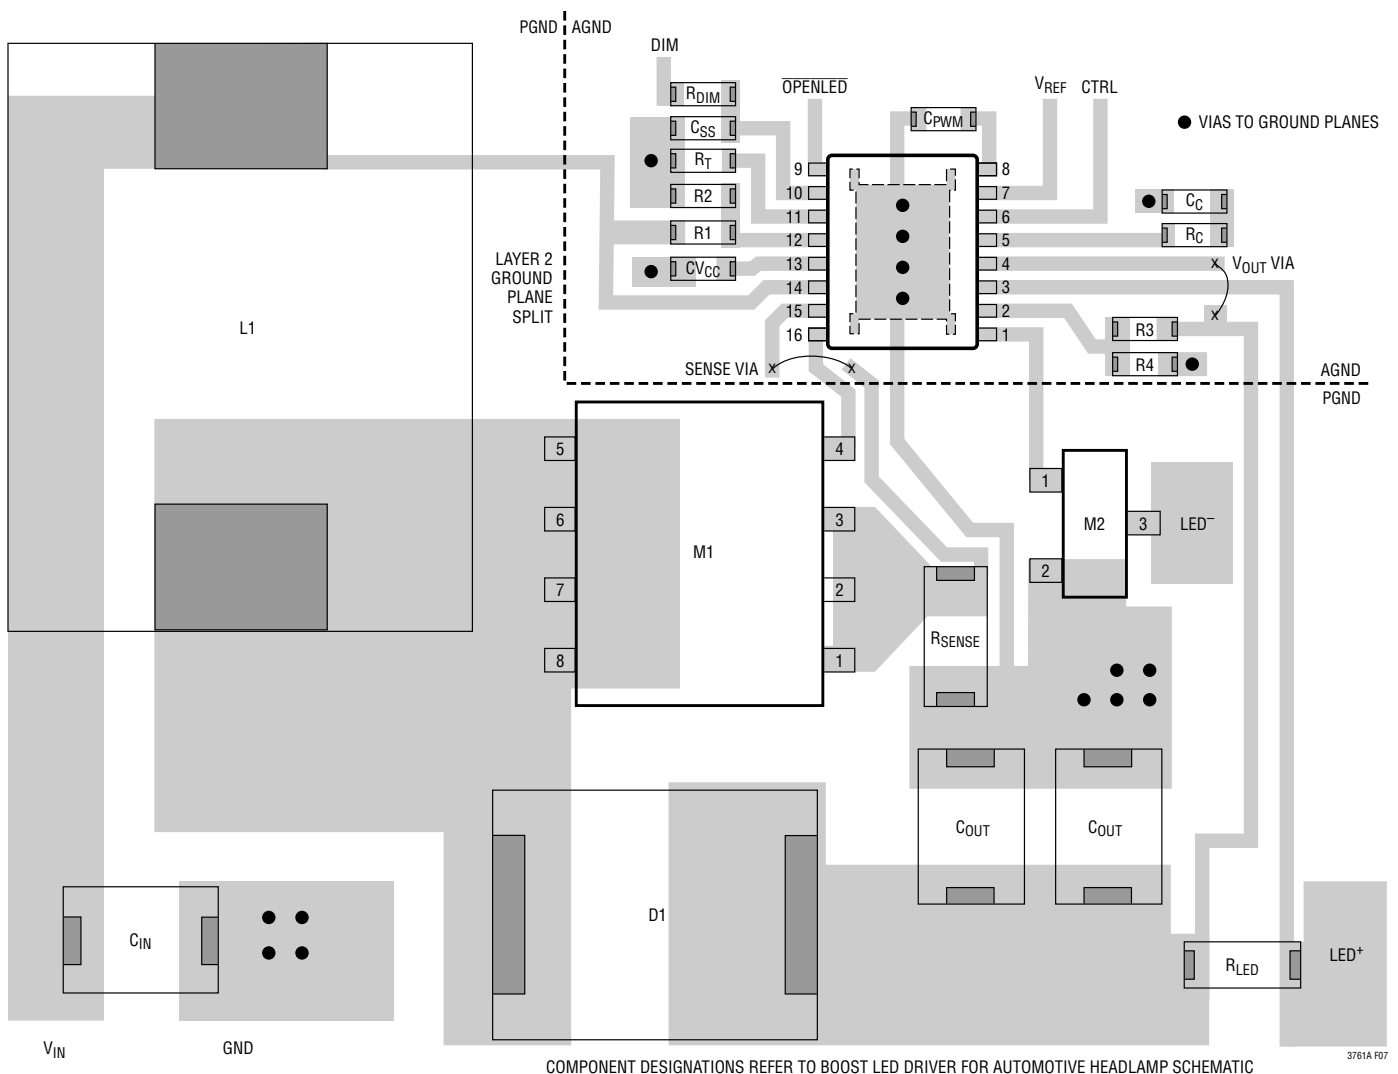 PGND AGND
DIM
OPENLED
VREF CTRL
RDIM
CPWM
VIAS TO GROUND PLANES
CSS
RT
9 8
R2
10 7
CC
11 6
R1
12 5
RC
LAYER 2
GROUND
PLANE
SPLIT
CVCC
13 4
x VOUT VIA
14 3
15 2
x
L1
16 1
R3
SENSE VIA x x
R4
AGND
PGND
5 4
1
6 3
M1
M2 3 LED–
7 2
2
8 1
RSENSE
COUT COUT
D1
CIN
RLED
LED+
VIN GND
3761A F07
COMPONENT DESIGNATIONS REFER TO BOOST LED DRIVER FOR AUTOMOTIVE HEADLAMP SCHEMATIC